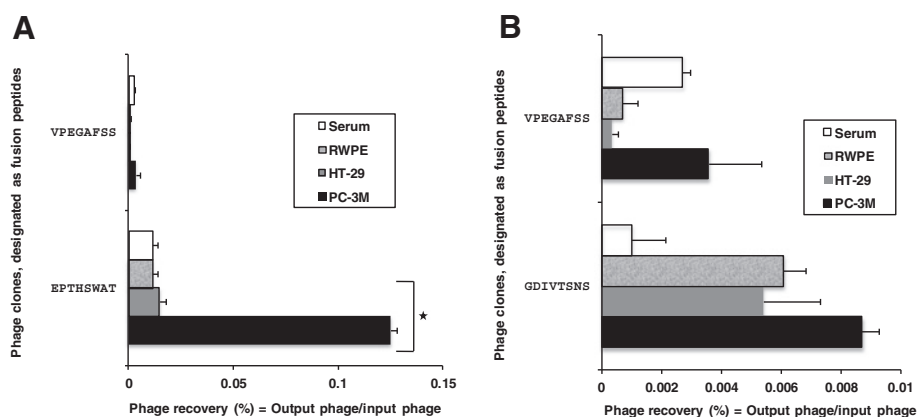 A
Phage clones, designated as fusion peptides
VPEGAFSS
EPTHSWAT
Serum
RWPE
HT-29
PC-3M
★
0
0.05
0.1
0.15
Phage recovery (%) = Output phage/input phage
B
Phage clones, designated as fusion peptides
VPEGAFSS
GDIVTSNS
Serum
RWPE
HT-29
PC-3M
0
0.002
0.004
0.006
0.008
0.01
Phage recovery (%) = Output phage/input phage